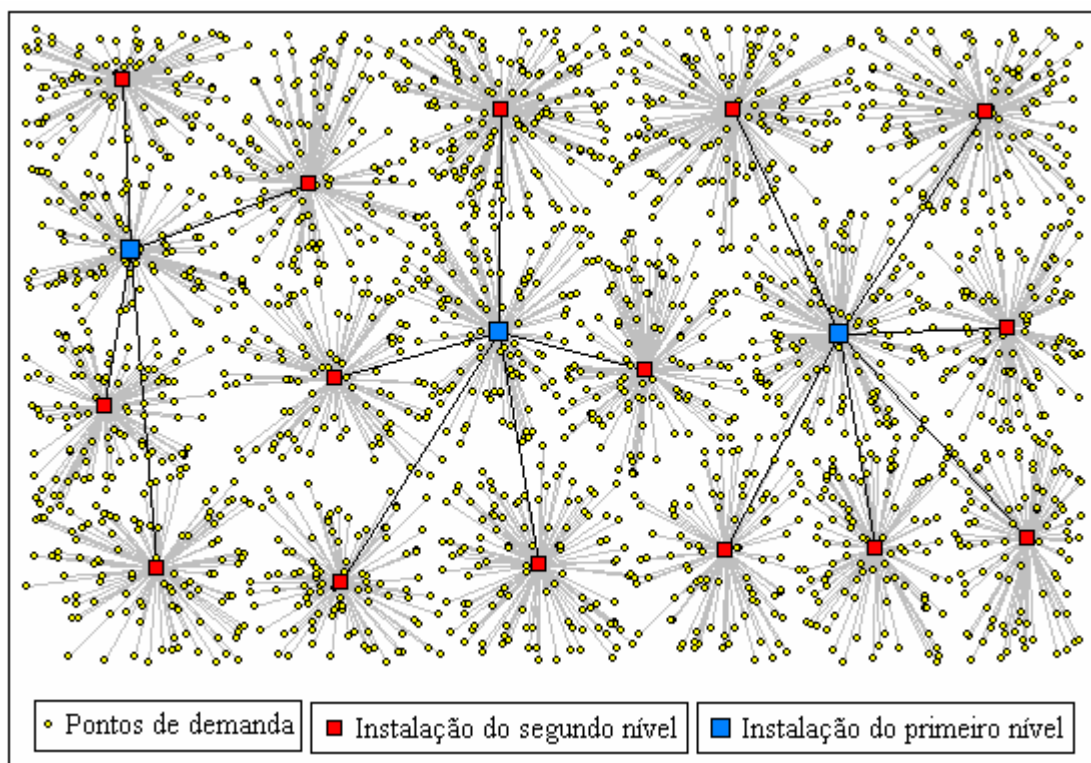 Pontos de demanda
Instalação do segundo nível
Instalação do primeiro nível